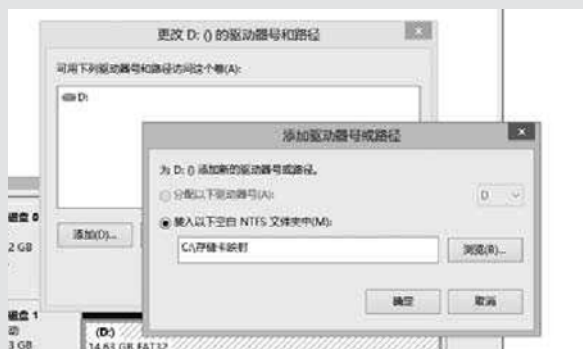 更改 D: () 的驱动器号和路径
可用下列驱动器号和路径访问这个卷(A):
D:
添加(D)...
添加驱动器号或路径
为 D: () 添加新的驱动器号或路径。
分配以下驱动器号(A):
D
装入以下空白 NTFS 文件夹中(M):
C:\存储卡映射
浏览(B)...
确定
取消
磁盘 0
2 GB
磁盘 1
3 GB
(D:)
14.63 GB FAT32